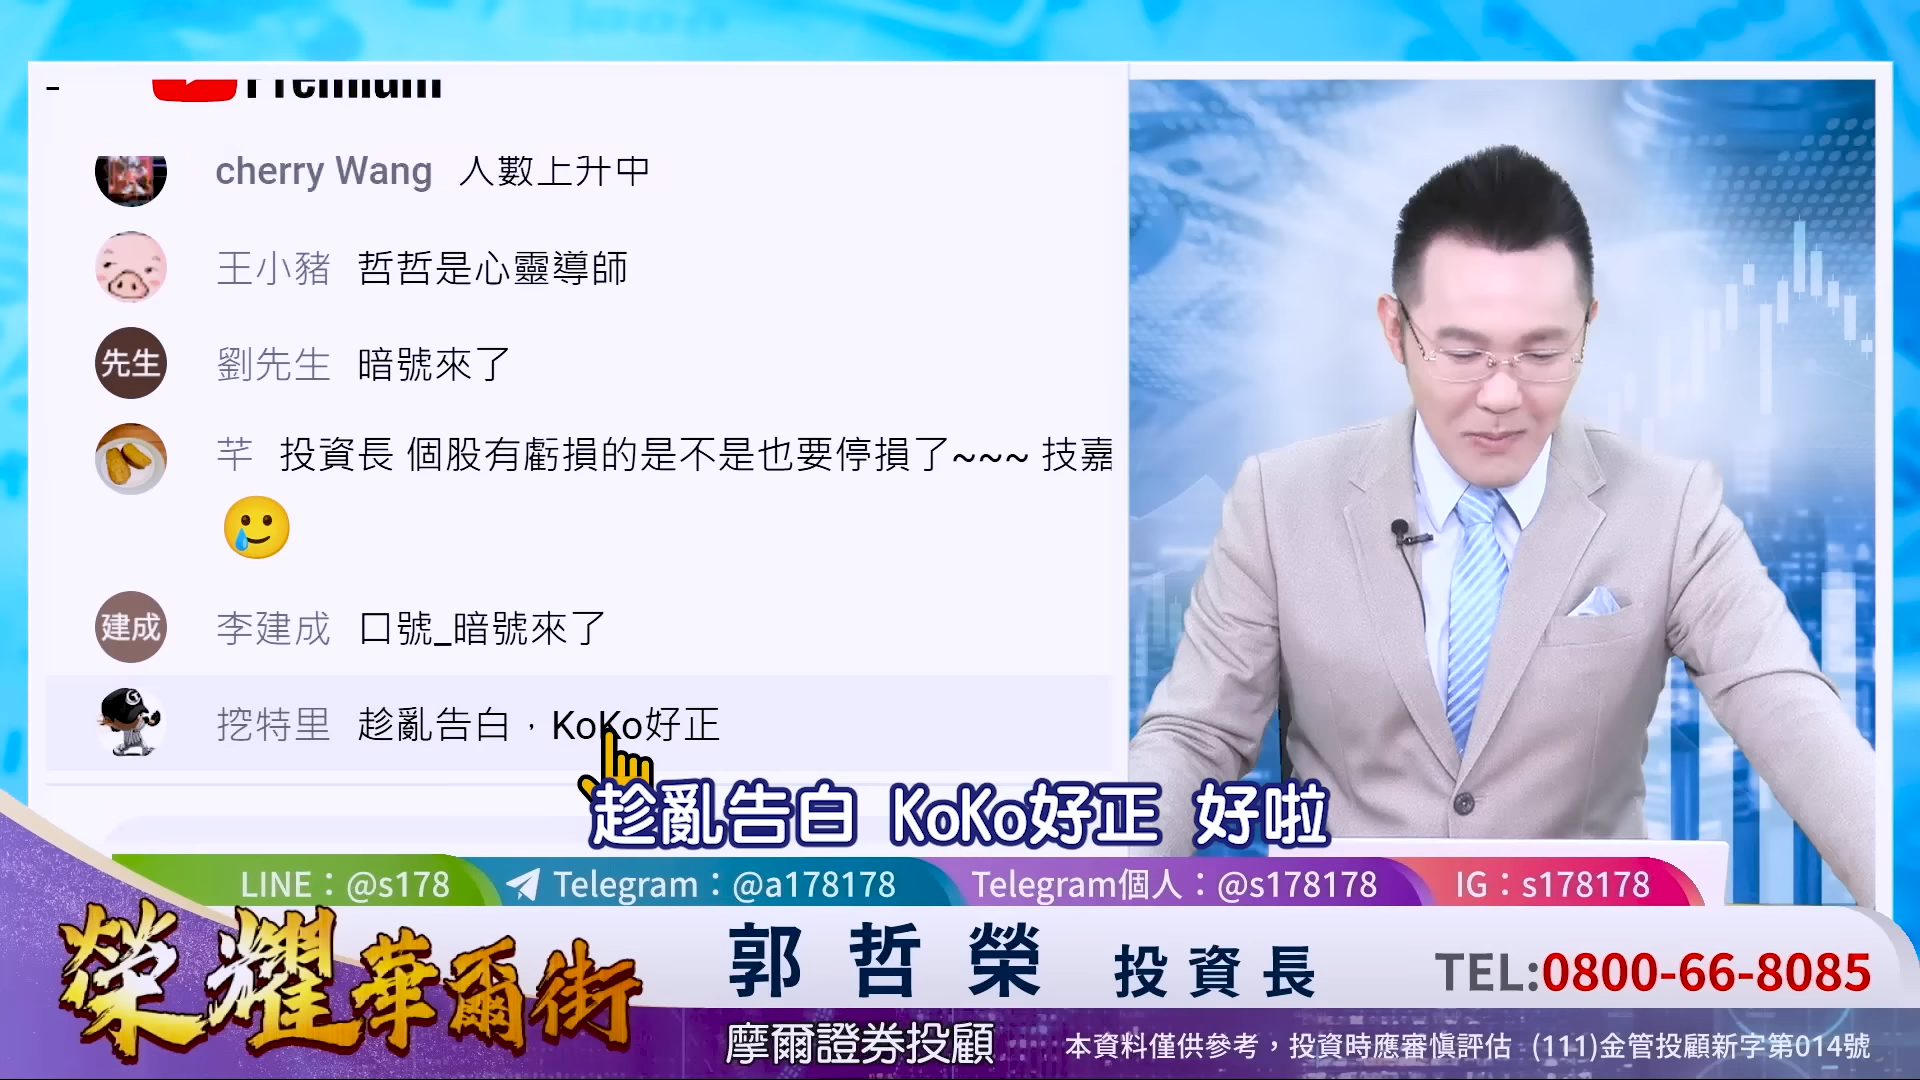 Premium
cherry Wang 人數上升中
王小豬 哲哲是心靈導師
先生 劉先生 暗號來了
芊 投資長 個股有虧損的是不是也要停損了~~~ 技嘉
建成 李建成 口號_暗號來了
挖特里 趁亂告白，KoKo好正
趁亂告白 KoKo好正 好啦
LINE：@s178 Telegram：@a178178 Telegram個人：@s178178 IG：s178178
榮耀華爾街
郭哲榮 投資長 TEL:0800-66-8085
摩爾證券投顧 本資料僅供參考，投資時應審慎評估 (111)金管投顧新字第014號